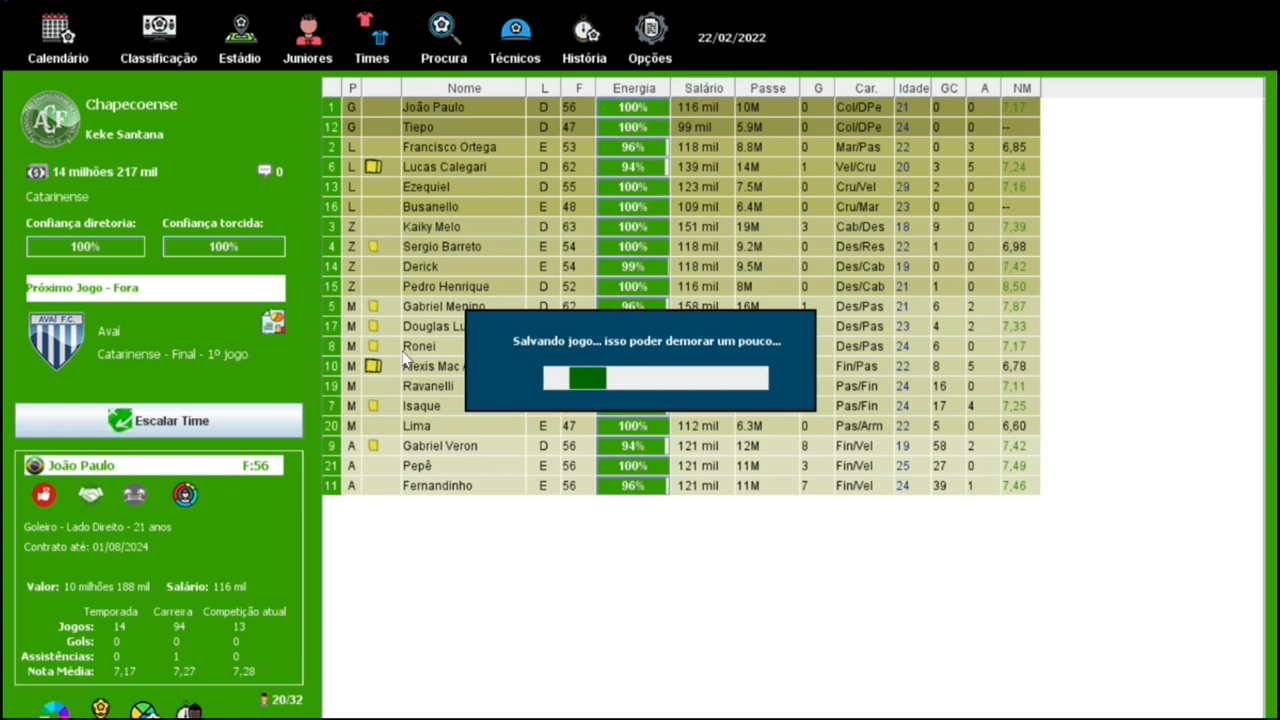 Calendário Classificação Estádio Juniores Times Procura Técnicos História Opções 22/02/2022
Chapecoense
Keke Santana
14 milhões 217 mil 0
Catarinense
Confiança diretoria: Confiança torcida:
100% 100%
Próximo Jogo - Fora
AVAÍ F.C.
Avaí
Catarinense - Final - 1º jogo
Escalar Time
João Paulo F:56
Goleiro - Lado Direito - 21 anos
Contrato até: 01/08/2024
Valor: 10 milhões 188 mil Salário: 116 mil
Temporada Carreira Competição atual
Jogos: 14 94 13
Gols: 0 0 0
Assistências: 0 1 0
Nota Média: 7,17 7,27 7,28
20/32
P Nome L F Energia Salário Passe G Car. Idade GC A NM
1 G João Paulo D 56 100% 116 mil 10M 0 Col/DPe 21 0 0 7,17
12 G Tiepo D 47 100% 99 mil 5.9M 0 Col/DPe 24 0 0 --
2 L Francisco Ortega E 53 96% 118 mil 8.8M 0 Mar/Pas 22 0 3 6,85
6 L Lucas Calegari D 62 94% 139 mil 14M 1 Vel/Cru 20 3 5 7,24
13 L Ezequiel D 55 100% 123 mil 7.5M 0 Cru/Vel 29 2 0 7,16
16 L Busanello E 48 100% 109 mil 6.4M 0 Cru/Mar 23 0 0 --
3 Z Kaiky Melo D 63 100% 151 mil 19M 3 Cab/Des 18 9 0 7,39
4 Z Sergio Barreto E 54 100% 118 mil 9.2M 0 Des/Res 22 1 0 6,98
14 Z Derick E 54 99% 118 mil 9.5M 0 Des/Cab 19 0 0 7,42
15 Z Pedro Henrique D 52 100% 116 mil 8M 0 Des/Cab 21 1 0 8,50
5 M Gabriel Menino D 62 96% 158 mil 16M 1 Des/Pas 21 6 2 7,87
17 M Douglas Des/Pas 23 4 2 7,33
8 M Ronei Des/Pas 24 6 0 7,17
10 M Alexis Mac Fin/Pas 22 8 5 6,78
19 M Ravanelli Pas/Fin 24 16 0 7,11
7 M Isaque Pas/Fin 24 17 4 7,25
20 M Lima E 47 100% 112 mil 6.3M 0 Pas/Arm 22 5 0 6,60
9 A Gabriel Veron D 56 94% 121 mil 12M 8 Fin/Vel 19 58 2 7,42
21 A Pepê E 56 100% 121 mil 11M 3 Fin/Vel 25 27 0 7,49
11 A Fernandinho E 56 96% 121 mil 11M 7 Fin/Vel 24 39 1 7,46
Salvando jogo... isso poder demorar um pouco...